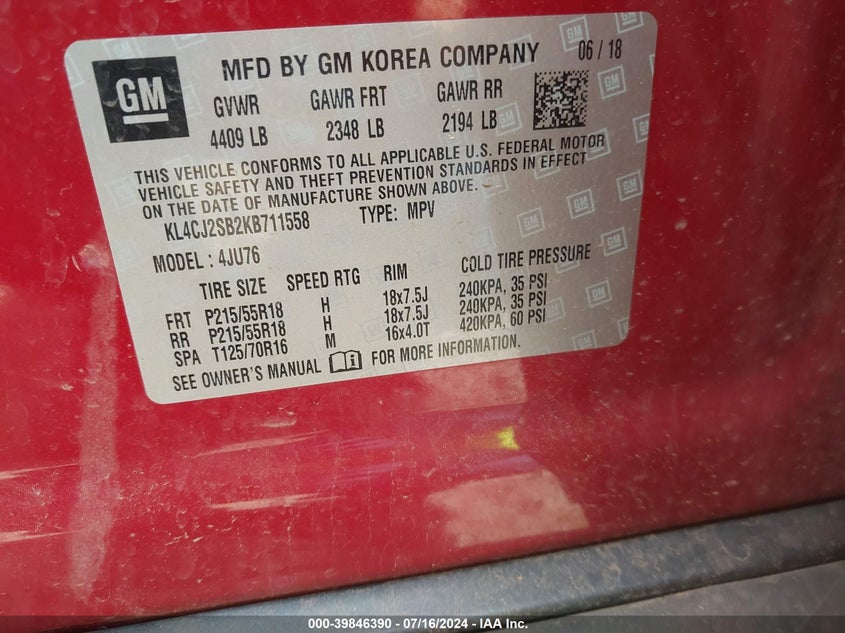 GM
MFD BY GM KOREA COMPANY 06 / 18
GVWR GAWR FRT GAWR RR
4409 LB 2348 LB 2194 LB
THIS VEHICLE CONFORMS TO ALL APPLICABLE U.S. FEDERAL MOTOR
VEHICLE SAFETY AND THEFT PREVENTION STANDARDS IN EFFECT
ON THE DATE OF MANUFACTURE SHOWN ABOVE.
KL4CJ2SB2KB711558 TYPE: MPV
MODEL : 4JU76
TIRE SIZE SPEED RTG RIM COLD TIRE PRESSURE
FRT P215/55R18 H 18x7.5J 240KPA, 35 PSI
RR P215/55R18 H 18x7.5J 240KPA, 35 PSI
SPA T125/70R16 M 16x4.0T 420KPA, 60 PSI
SEE OWNER'S MANUAL FOR MORE INFORMATION.
000-39846390 - 07/16/2024 - IAA Inc.